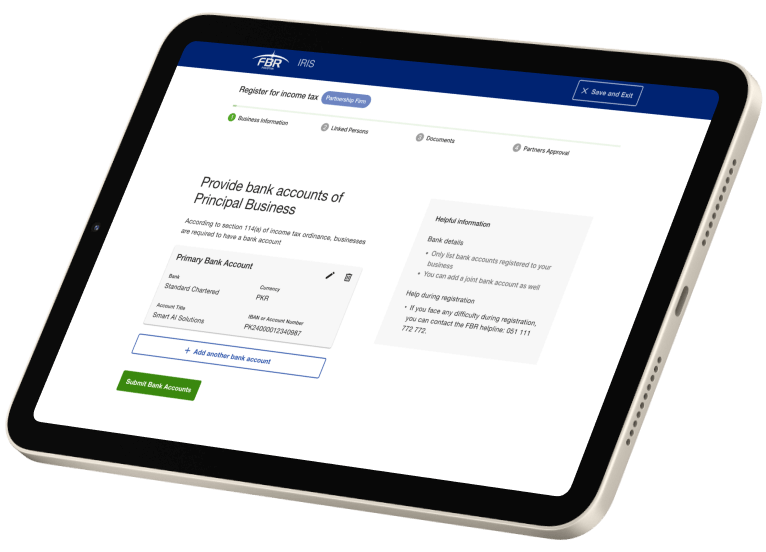 FBR
IRIS
Save and Exit
Register for income tax
Partnership Firm
1 Business Information
2 Linked Persons
3 Documents
4 Partners Approval
Provide bank accounts of
Principal Business
According to section 114(a) of income tax ordinance, businesses
are required to have a bank account
Primary Bank Account
Bank
Standard Chartered
Currency
PKR
Account Title
Smart AI Solutions
IBAN or Account Number
PK24000012340987
+ Add another bank account
Submit Bank Accounts
Helpful information
Bank details
• Only list bank accounts registered to your
business
• You can add a joint bank account as well
Help during registration
• If you face any difficulty during registration,
you can contact the FBR helpline: 051 111
772 772.